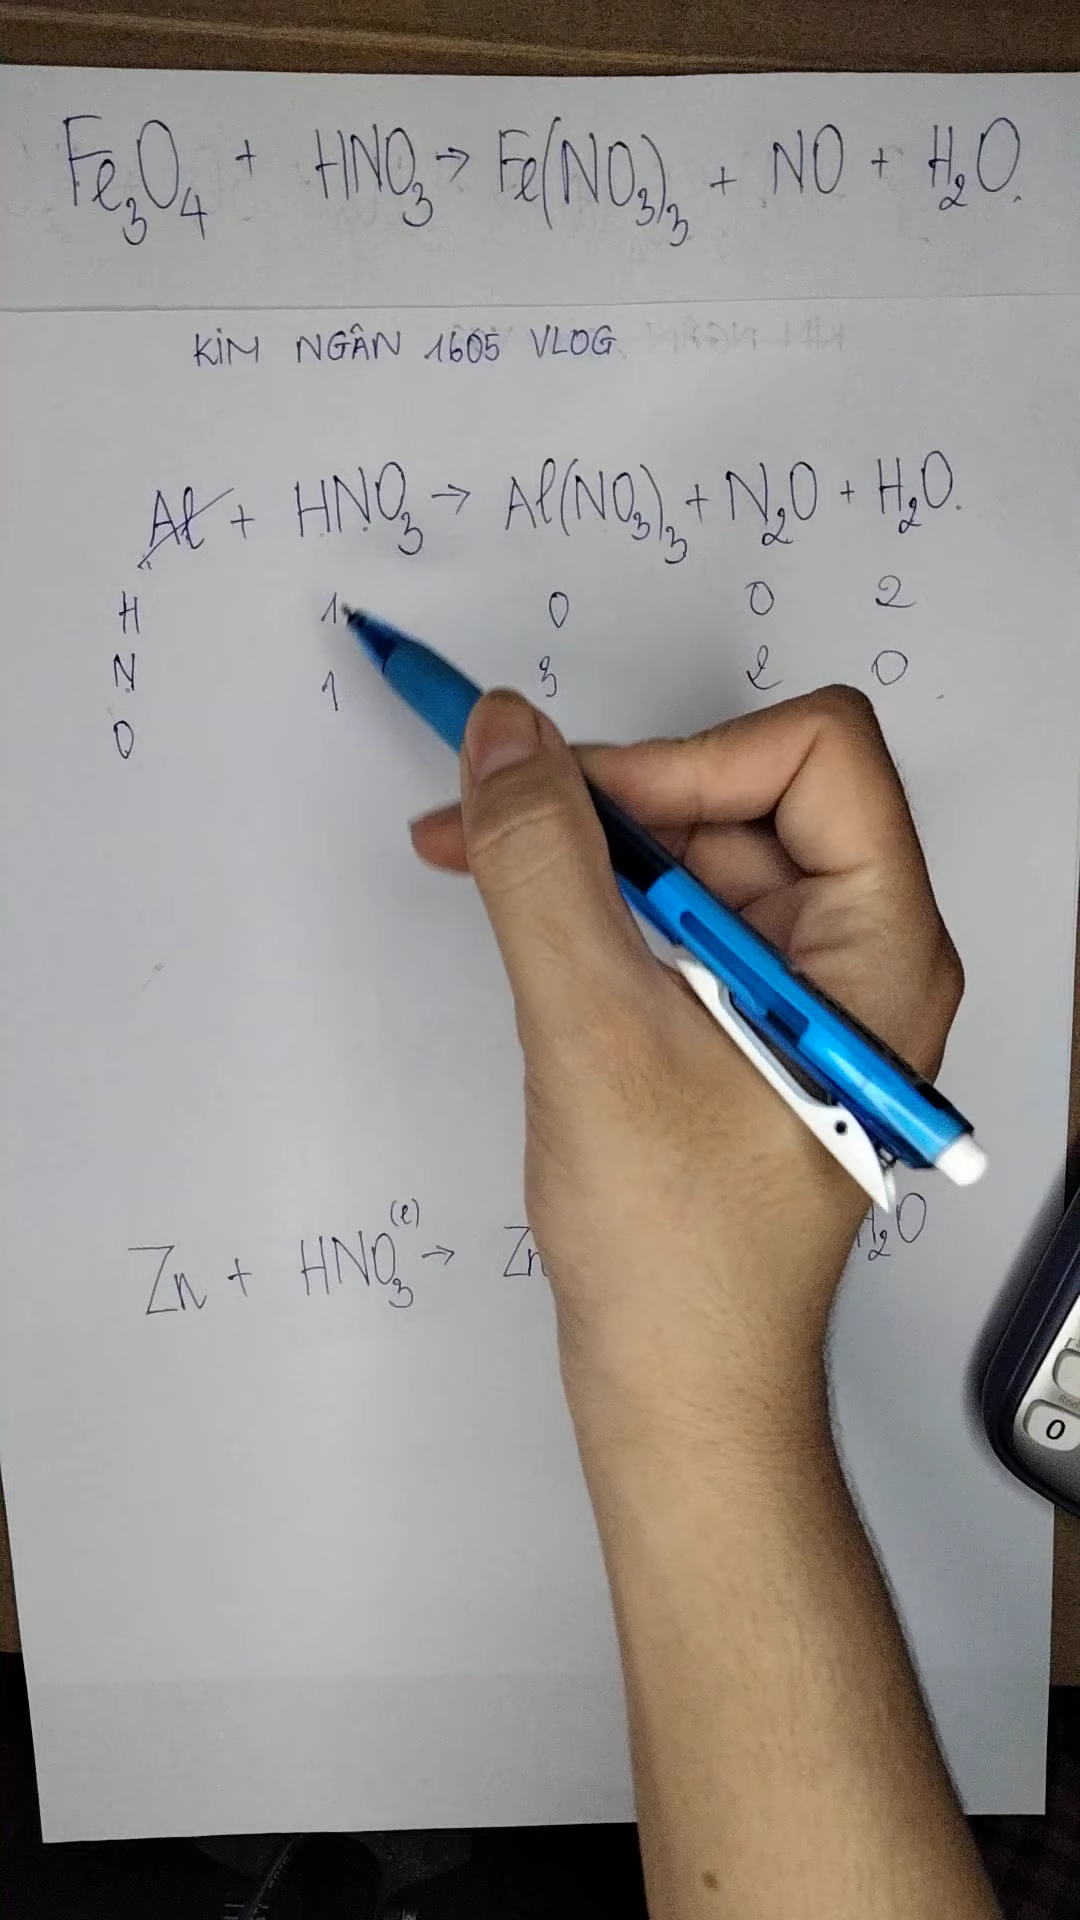 Fe₃O₄ + HNO₃ → Fe(NO₃)₃ + NO + H₂O.
KIM NGÂN 1605 VLOG
Al + HNO₃ → Al(NO₃)₃ + N₂O + H₂O.
H 1 0 0 2
N 1 3 2 0
O
Zn + HNO₃(l) → Zn H₂O
0